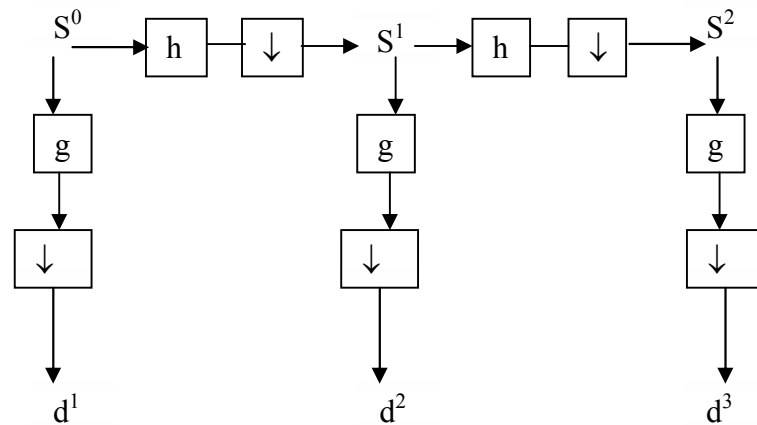 S⁰ h ↓ S¹ h ↓ S²
g g g
↓ ↓ ↓
d¹ d² d³